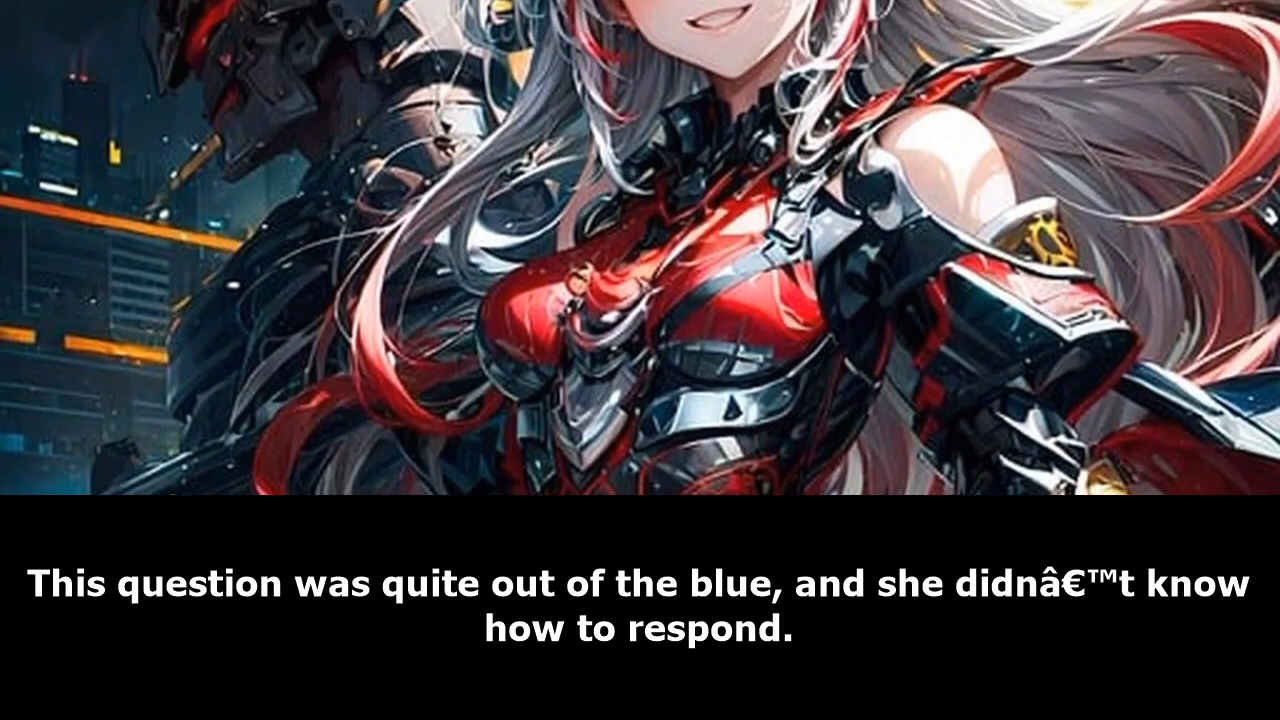 This question was quite out of the blue, and she didnâ€™t know
how to respond.